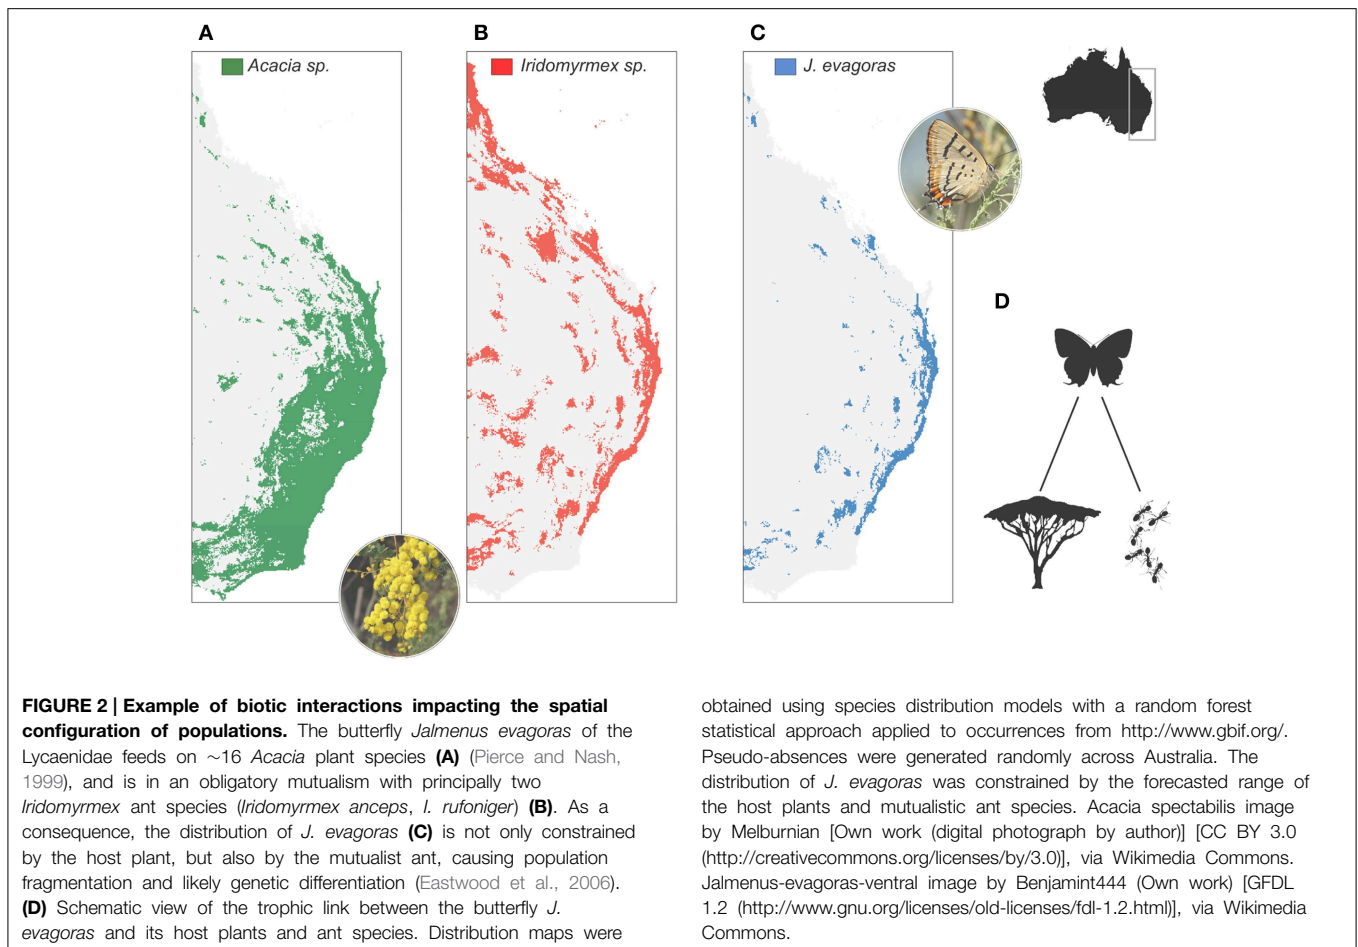 A
B
C
Acacia sp.
Iridomyrmex sp.
J. evagoras
D
FIGURE 2 | Example of biotic interactions impacting the spatial
configuration of populations. The butterfly Jalmenus evagoras of the
Lycaenidae feeds on ∼16 Acacia plant species (A) (Pierce and Nash,
1999), and is in an obligatory mutualism with principally two
Iridomyrmex ant species (Iridomyrmex anceps, I. rufoniger) (B). As a
consequence, the distribution of J. evagoras (C) is not only constrained
by the host plant, but also by the mutualist ant, causing population
fragmentation and likely genetic differentiation (Eastwood et al., 2006).
(D) Schematic view of the trophic link between the butterfly J.
evagoras and its host plants and ant species. Distribution maps were
obtained using species distribution models with a random forest
statistical approach applied to occurrences from http://www.gbif.org/.
Pseudo-absences were generated randomly across Australia. The
distribution of J. evagoras was constrained by the forecasted range of
the host plants and mutualistic ant species. Acacia spectabilis image
by Melburnian [Own work (digital photograph by author)] [CC BY 3.0
(http://creativecommons.org/licenses/by/3.0)], via Wikimedia Commons.
Jalmenus-evagoras-ventral image by Benjamint444 (Own work) [GFDL
1.2 (http://www.gnu.org/licenses/old-licenses/fdl-1.2.html)], via Wikimedia
Commons.